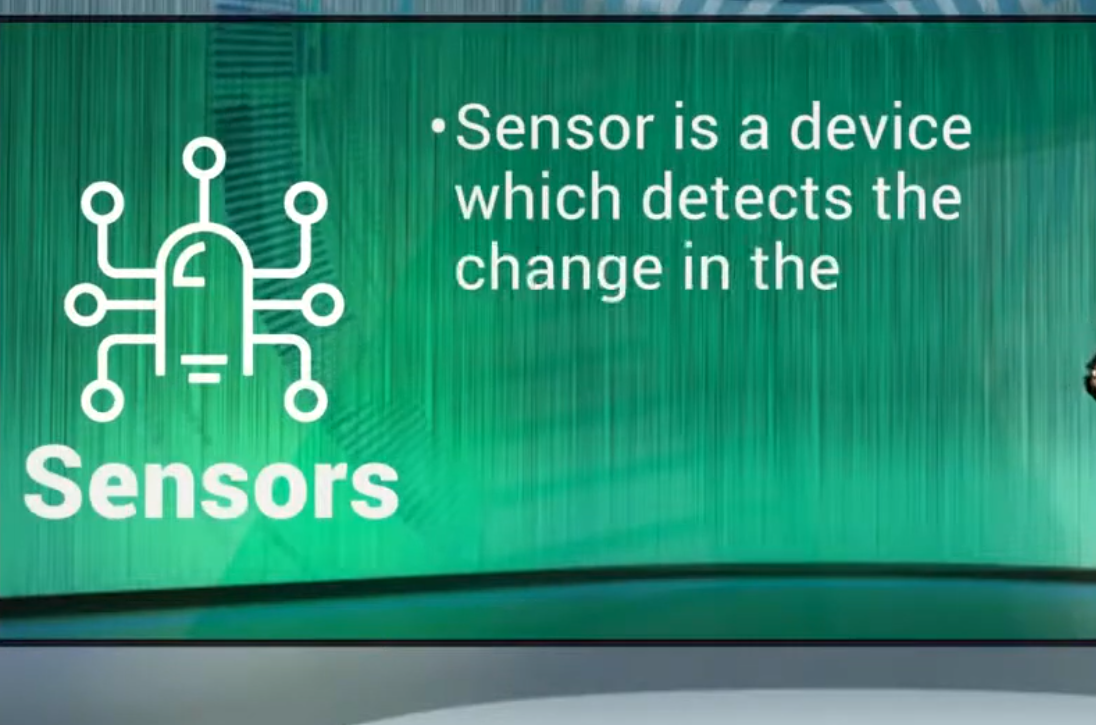 •Sensor is a device
which detects the
change in the
Sensors